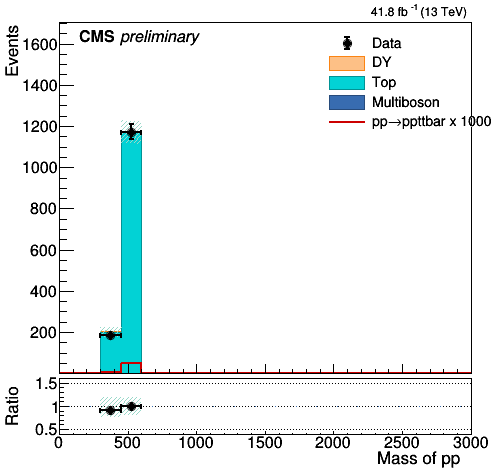 41.8 fb⁻¹ (13 TeV)
CMS preliminary
Data
DY
Top
Multiboson
pp→ppttbar x 1000
Events
1600
1400
1200
1000
800
600
400
200
Ratio
1.5
1
0.5
0 500 1000 1500 2000 2500 3000
Mass of pp